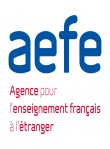 aefe
Agence pour
l'enseignement français
à l'étranger